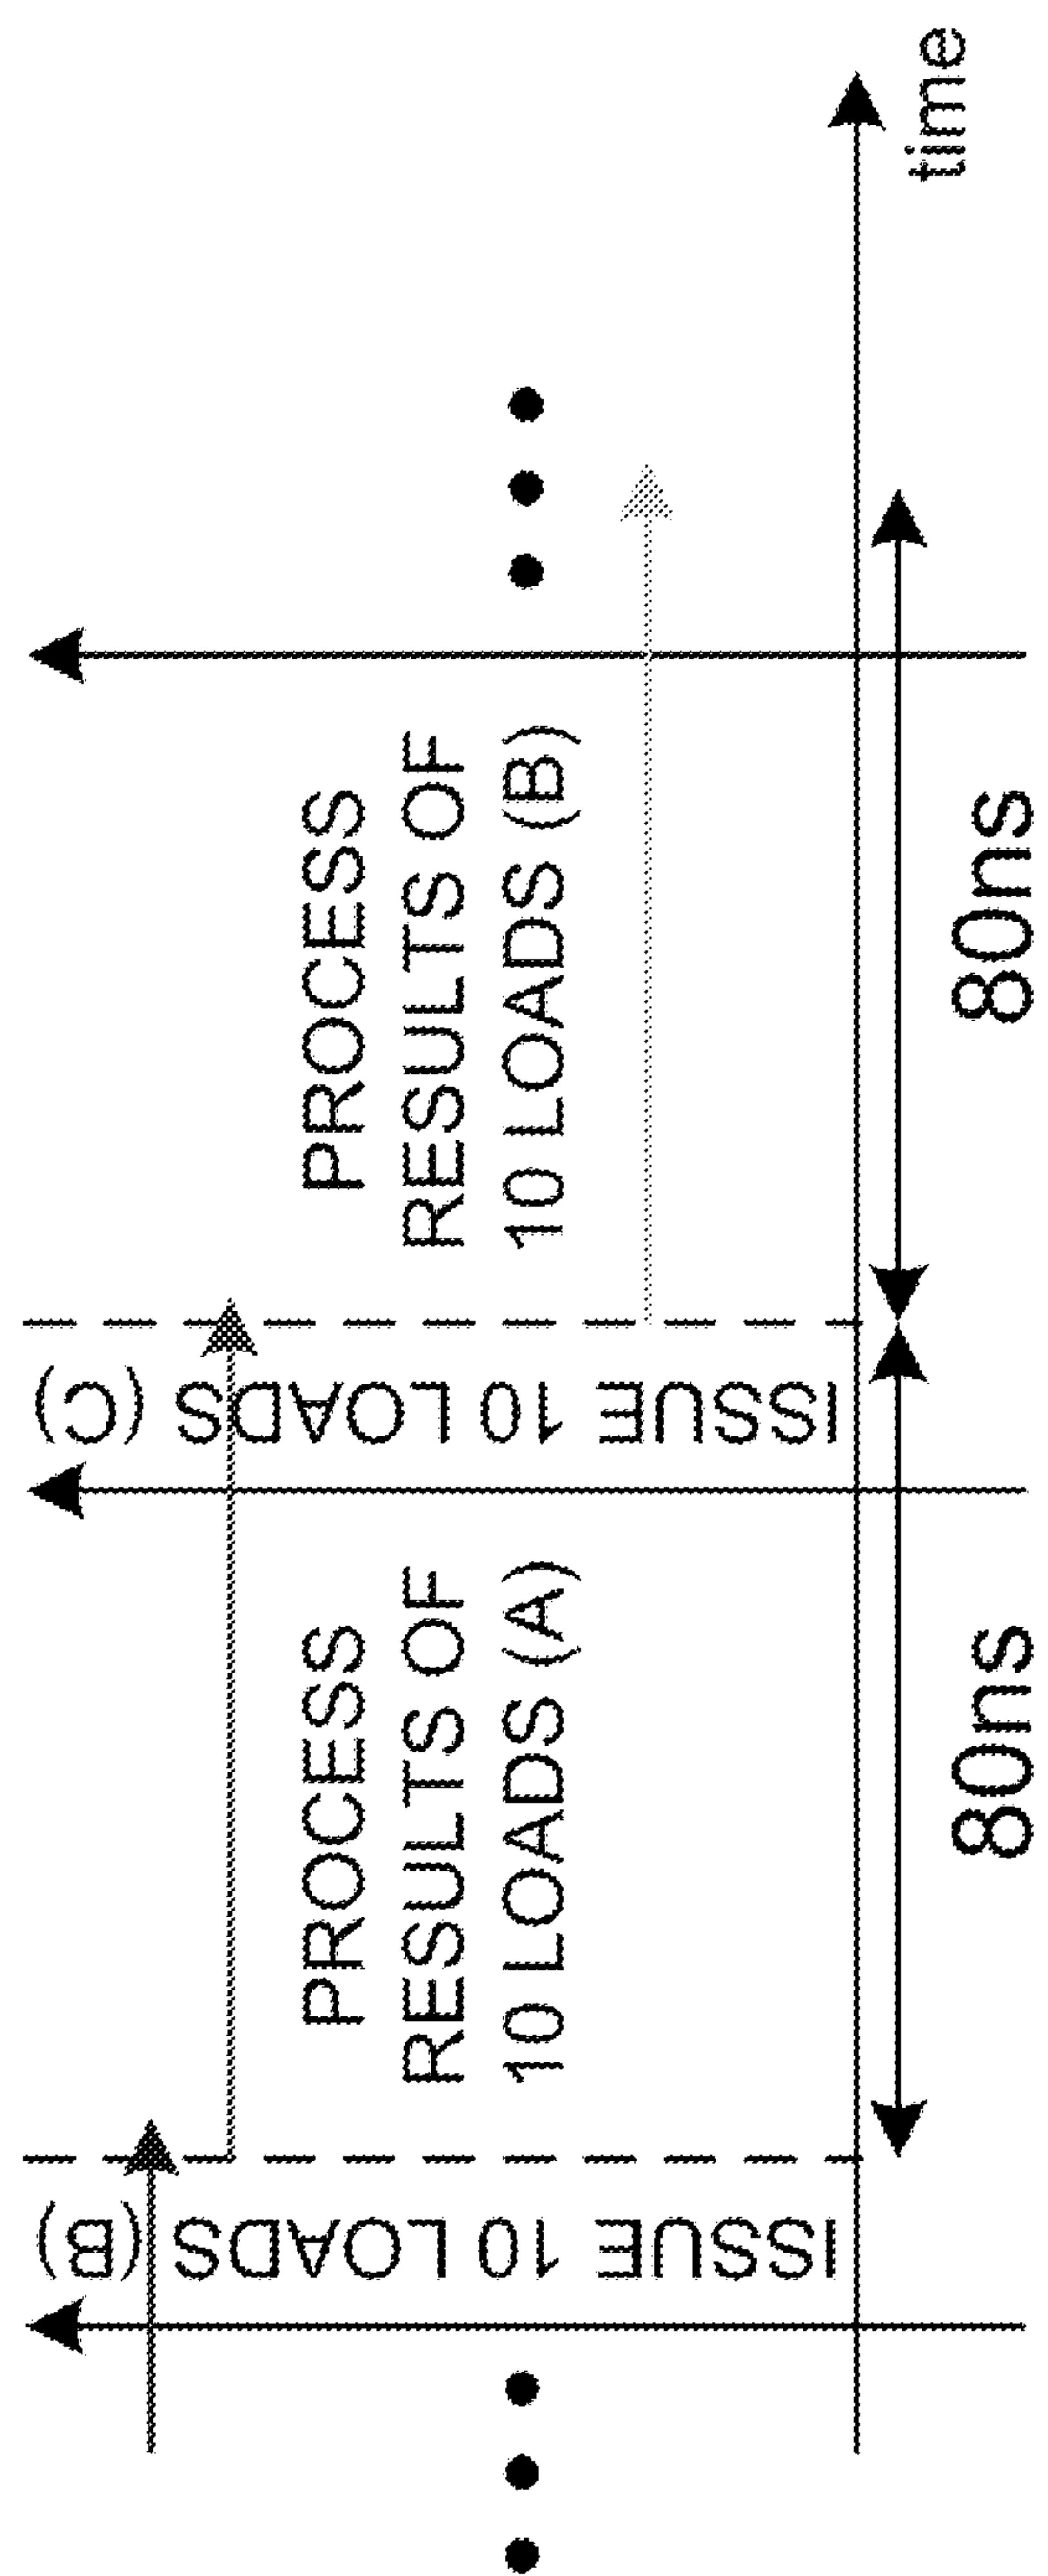 ISSUE 10 LOADS (B)
PROCESS
RESULTS OF
10 LOADS (A)
ISSUE 10 LOADS (C)
PROCESS
RESULTS OF
10 LOADS (B)
80ns
80ns
time